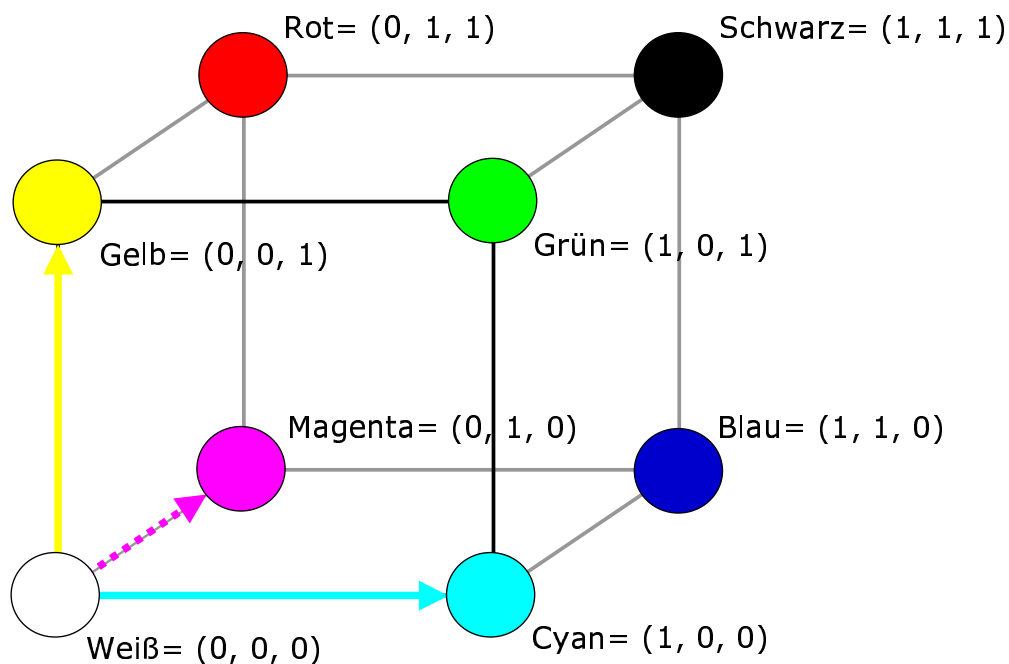 Rot= (0, 1, 1)
Schwarz= (1, 1, 1)
Gelb= (0, 0, 1)
Grün= (1, 0, 1)
Magenta= (0, 1, 0)
Blau= (1, 1, 0)
Weiß= (0, 0, 0)
Cyan= (1, 0, 0)